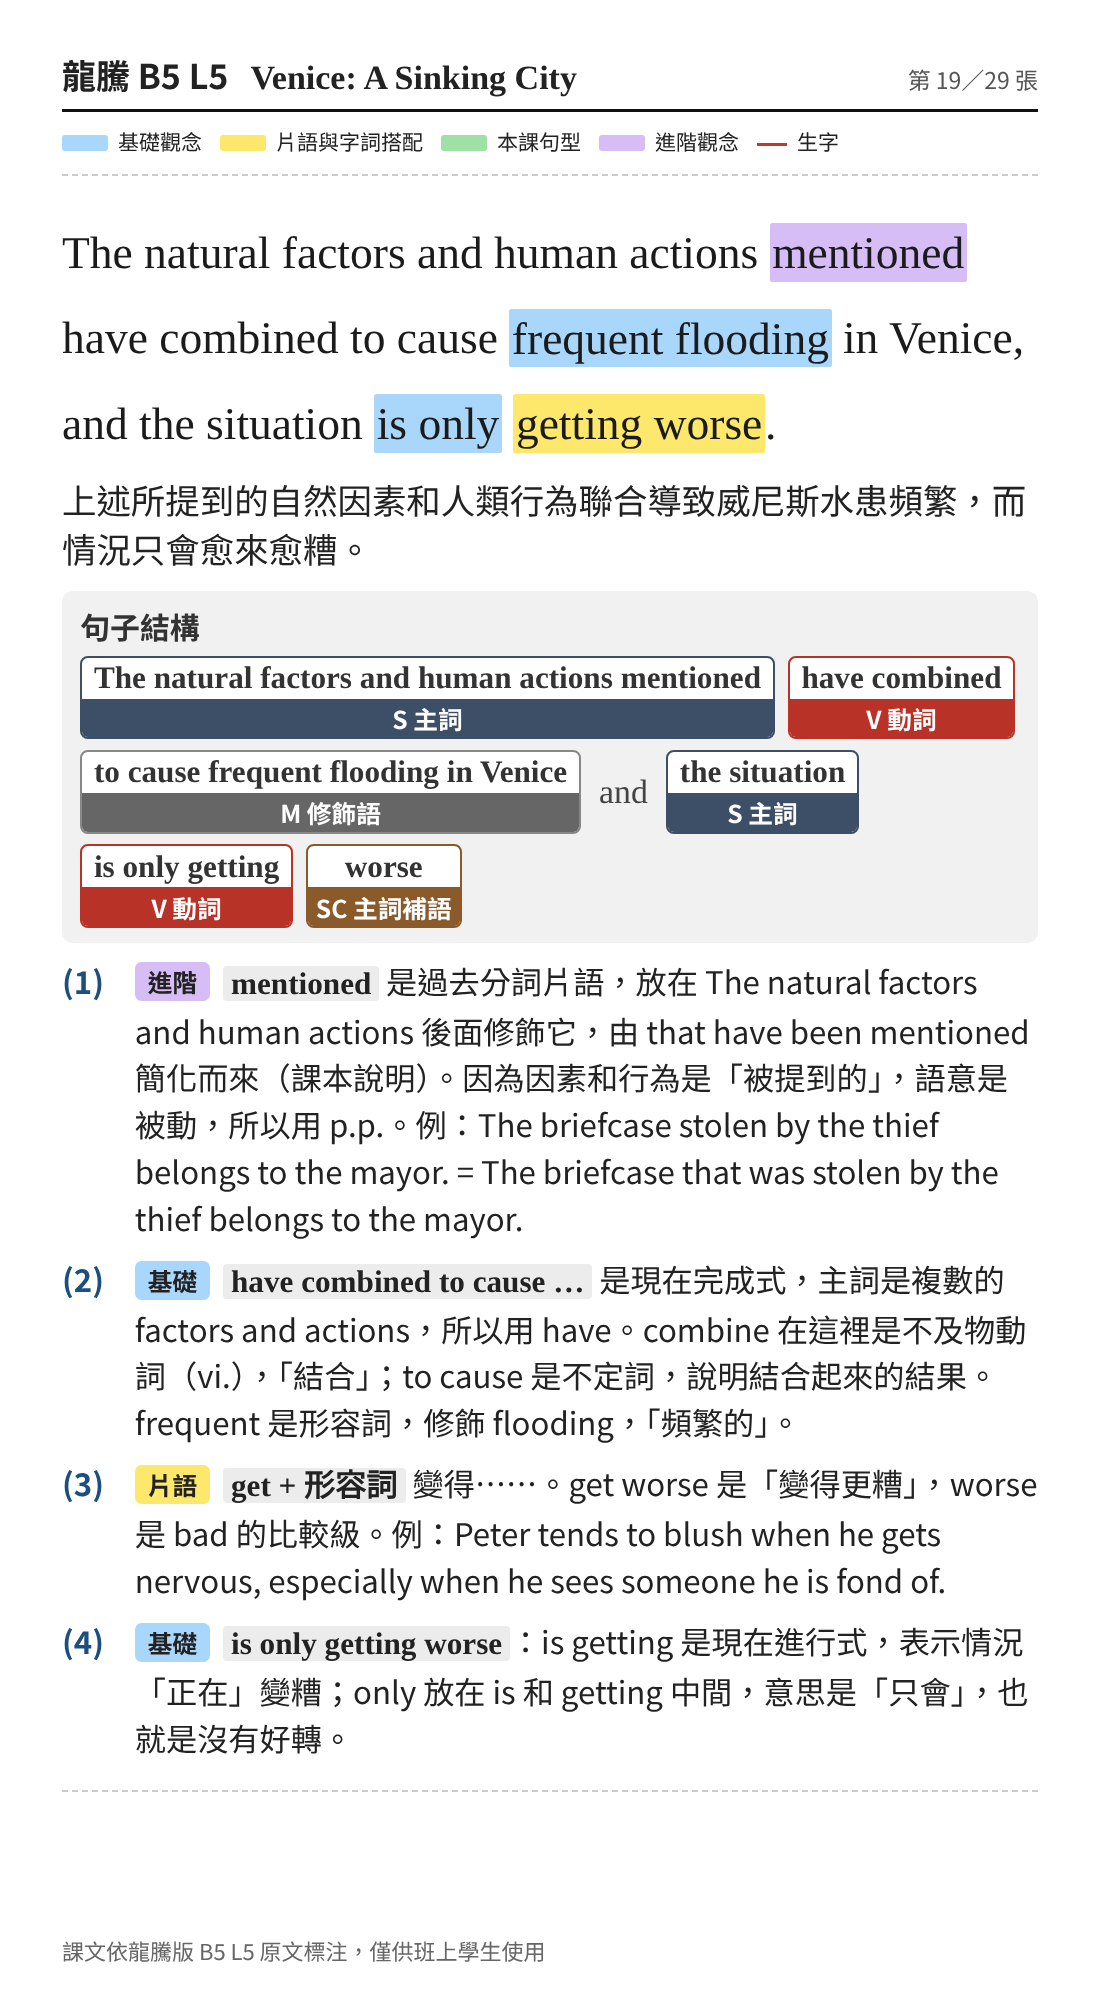 龍騰 B5 L5 Venice: A Sinking City 第 19／29 張
基礎觀念 片語與字詞搭配 本課句型 進階觀念 生字
The natural factors and human actions mentioned
have combined to cause frequent flooding in Venice,
and the situation is only getting worse.
上述所提到的自然因素和人類行為聯合導致威尼斯水患頻繁，而
情況只會愈來愈糟。
句子結構
The natural factors and human actions mentioned have combined
S 主詞 V 動詞
to cause frequent flooding in Venice and the situation
M 修飾語 S 主詞
is only getting worse
V 動詞 SC 主詞補語
(1) 進階 mentioned 是過去分詞片語，放在 The natural factors
and human actions 後面修飾它，由 that have been mentioned
簡化而來（課本說明）。因為因素和行為是「被提到的」，語意是
被動，所以用 p.p.。例：The briefcase stolen by the thief
belongs to the mayor. = The briefcase that was stolen by the
thief belongs to the mayor.
(2) 基礎 have combined to cause … 是現在完成式，主詞是複數的
factors and actions，所以用 have。combine 在這裡是不及物動
詞（vi.），「結合」；to cause 是不定詞，說明結合起來的結果。
frequent 是形容詞，修飾 flooding，「頻繁的」。
(3) 片語 get + 形容詞 變得……。get worse 是「變得更糟」，worse
是 bad 的比較級。例：Peter tends to blush when he gets
nervous, especially when he sees someone he is fond of.
(4) 基礎 is only getting worse ：is getting 是現在進行式，表示情況
「正在」變糟；only 放在 is 和 getting 中間，意思是「只會」，也
就是沒有好轉。
課文依龍騰版 B5 L5 原文標注，僅供班上學生使用